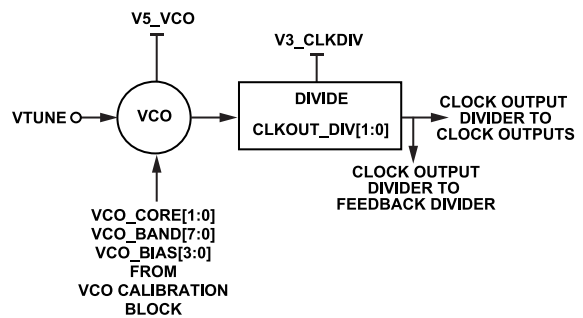 V5_VCO
V3_CLKDIV
VTUNE
VCO
DIVIDE
CLKOUT_DIV[1:0]
CLOCK OUTPUT
DIVIDER TO
CLOCK OUTPUTS
CLOCK OUTPUT
DIVIDER TO
FEEDBACK DIVIDER
VCO_CORE[1:0]
VCO_BAND[7:0]
VCO_BIAS[3:0]
FROM
VCO CALIBRATION
BLOCK